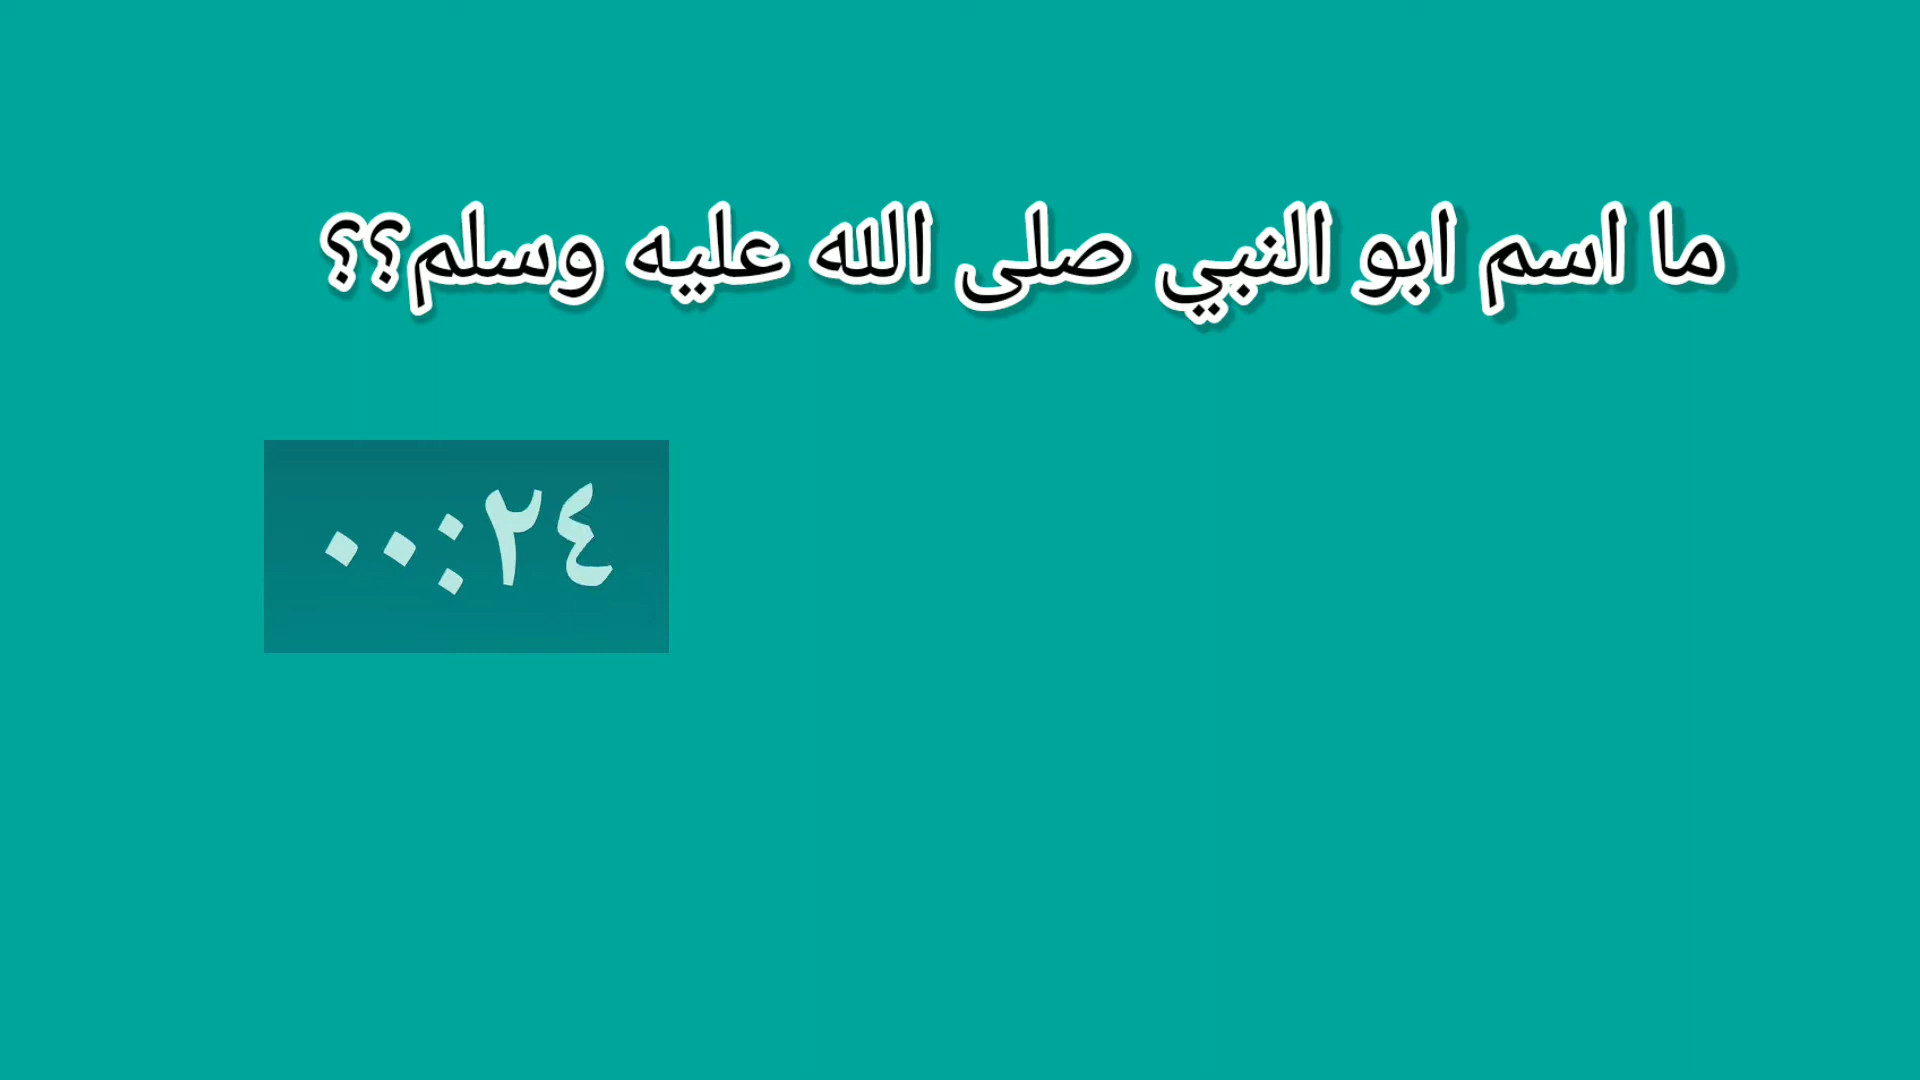 ما اسم ابو النبي صلى الله عليه وسلم؟؟
٠٠:٢٤